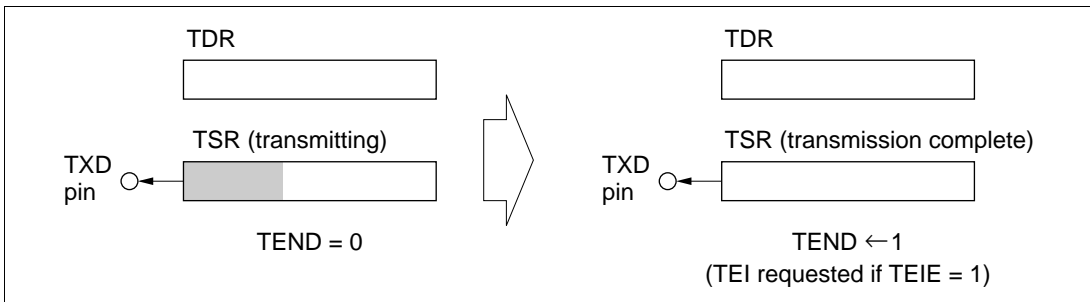 TDR
TSR (transmitting)
TXD
pin
TEND = 0
TDR
TSR (transmission complete)
TXD
pin
TEND ← 1
(TEI requested if TEIE = 1)